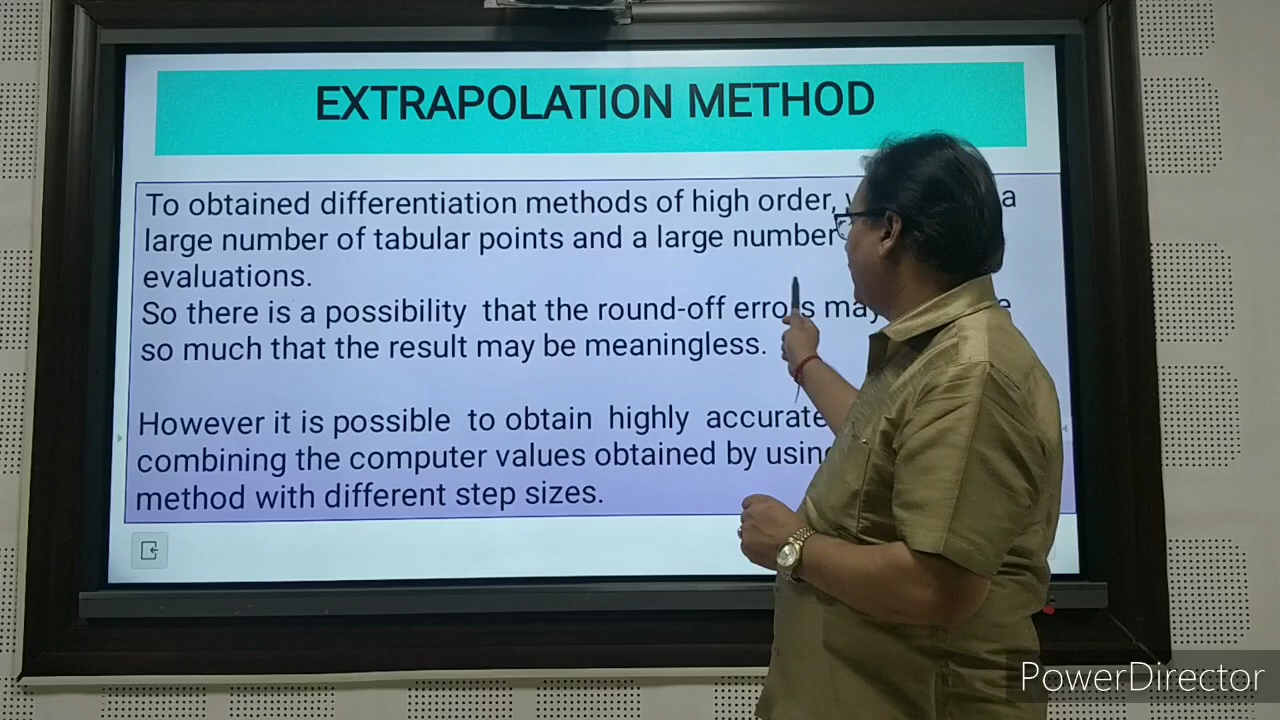 EXTRAPOLATION METHOD
To obtained differentiation methods of high order, a
large number of tabular points and a large number
evaluations.
So there is a possibility that the round-off errors may
so much that the result may be meaningless.
However it is possible to obtain highly accurate
combining the computer values obtained by using
method with different step sizes.
PowerDirector